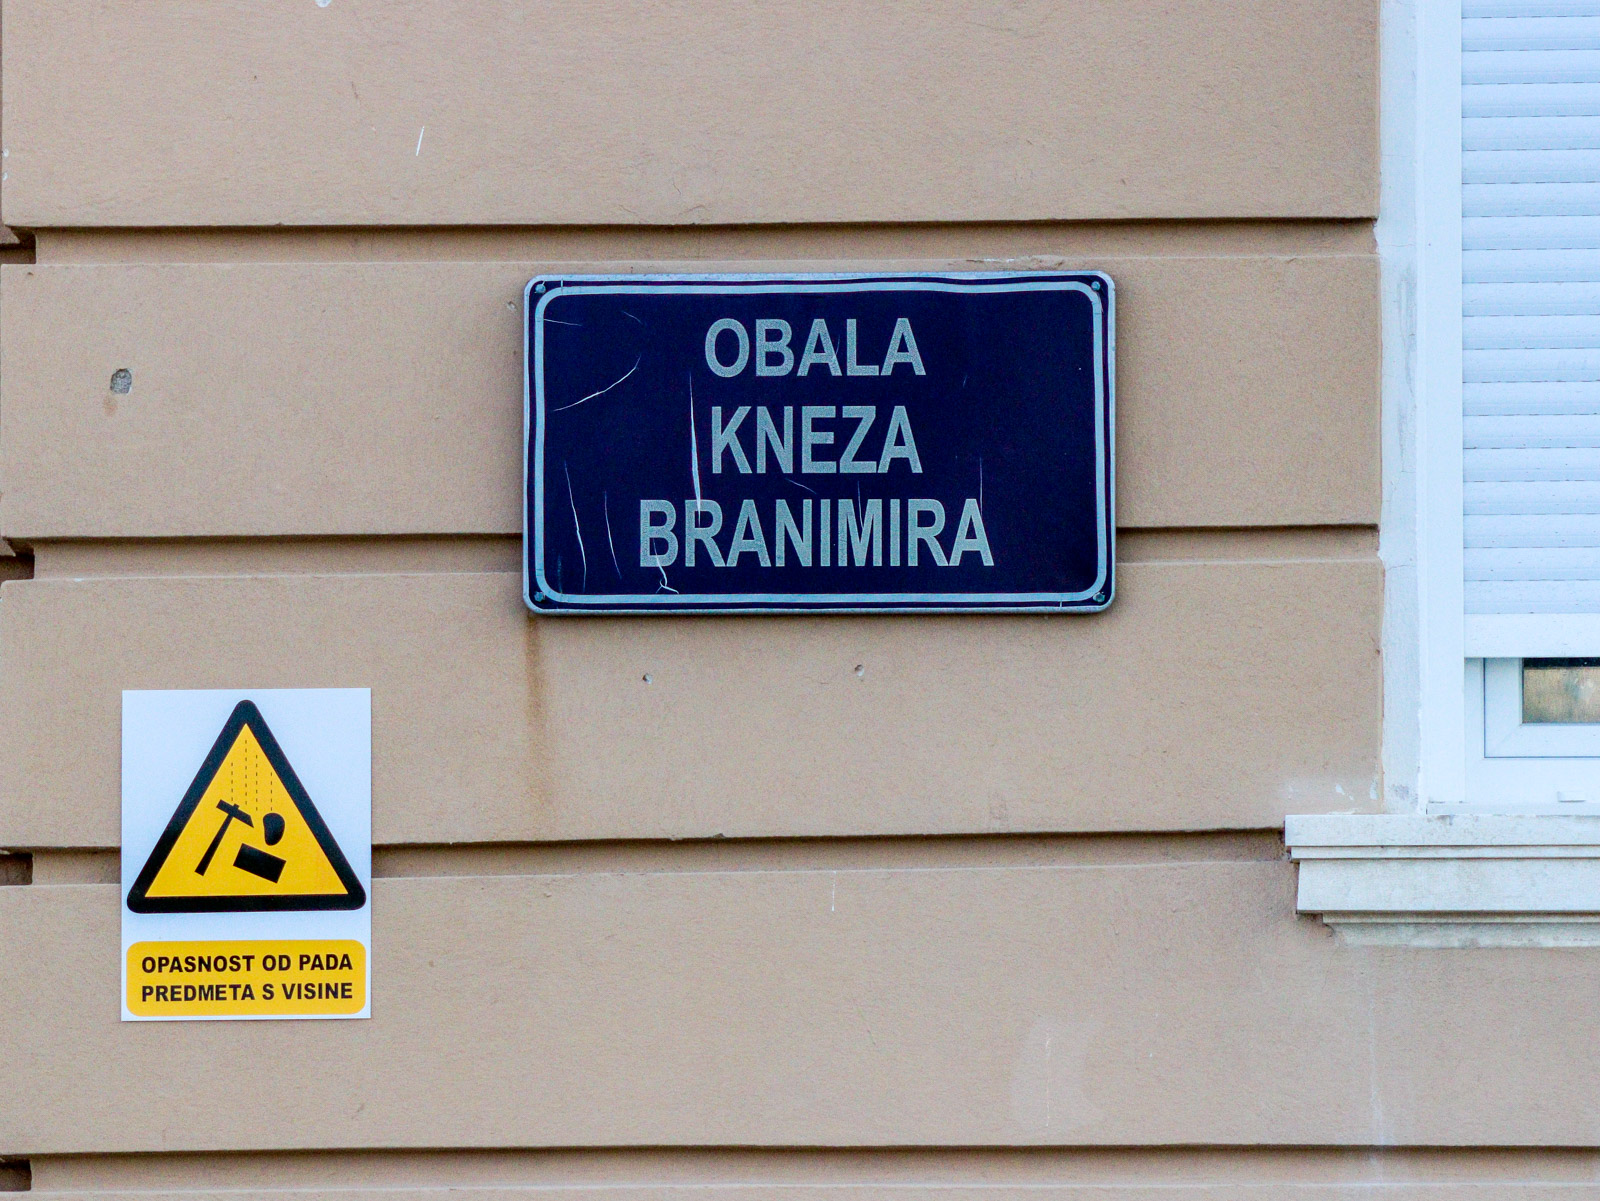 OBALA
KNEZA
BRANIMIRA
OPASNOST OD PADA
PREDMETA S VISINE